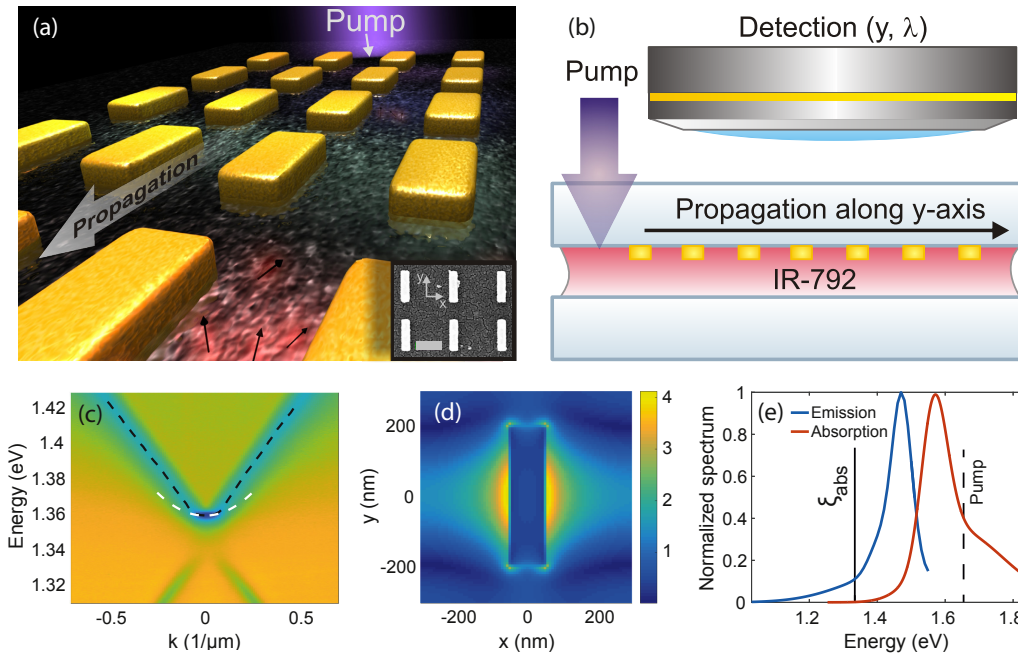 (a)
Pump
Propagation
y
x
(b)
Detection (y, λ)
Pump
Propagation along y-axis
IR-792
(c)
1.42
1.4
1.38
1.36
1.34
1.32
Energy (eV)
-0.5
0
0.5
k (1/µm)
(d)
200
0
-200
y (nm)
-200
0
200
x (nm)
4
3
2
1
(e)
Emission
Absorption
ξabs
Pump
1
0.8
0.6
0.4
0.2
0
Normalized spectrum
1.2
1.4
1.6
1.8
Energy (eV)